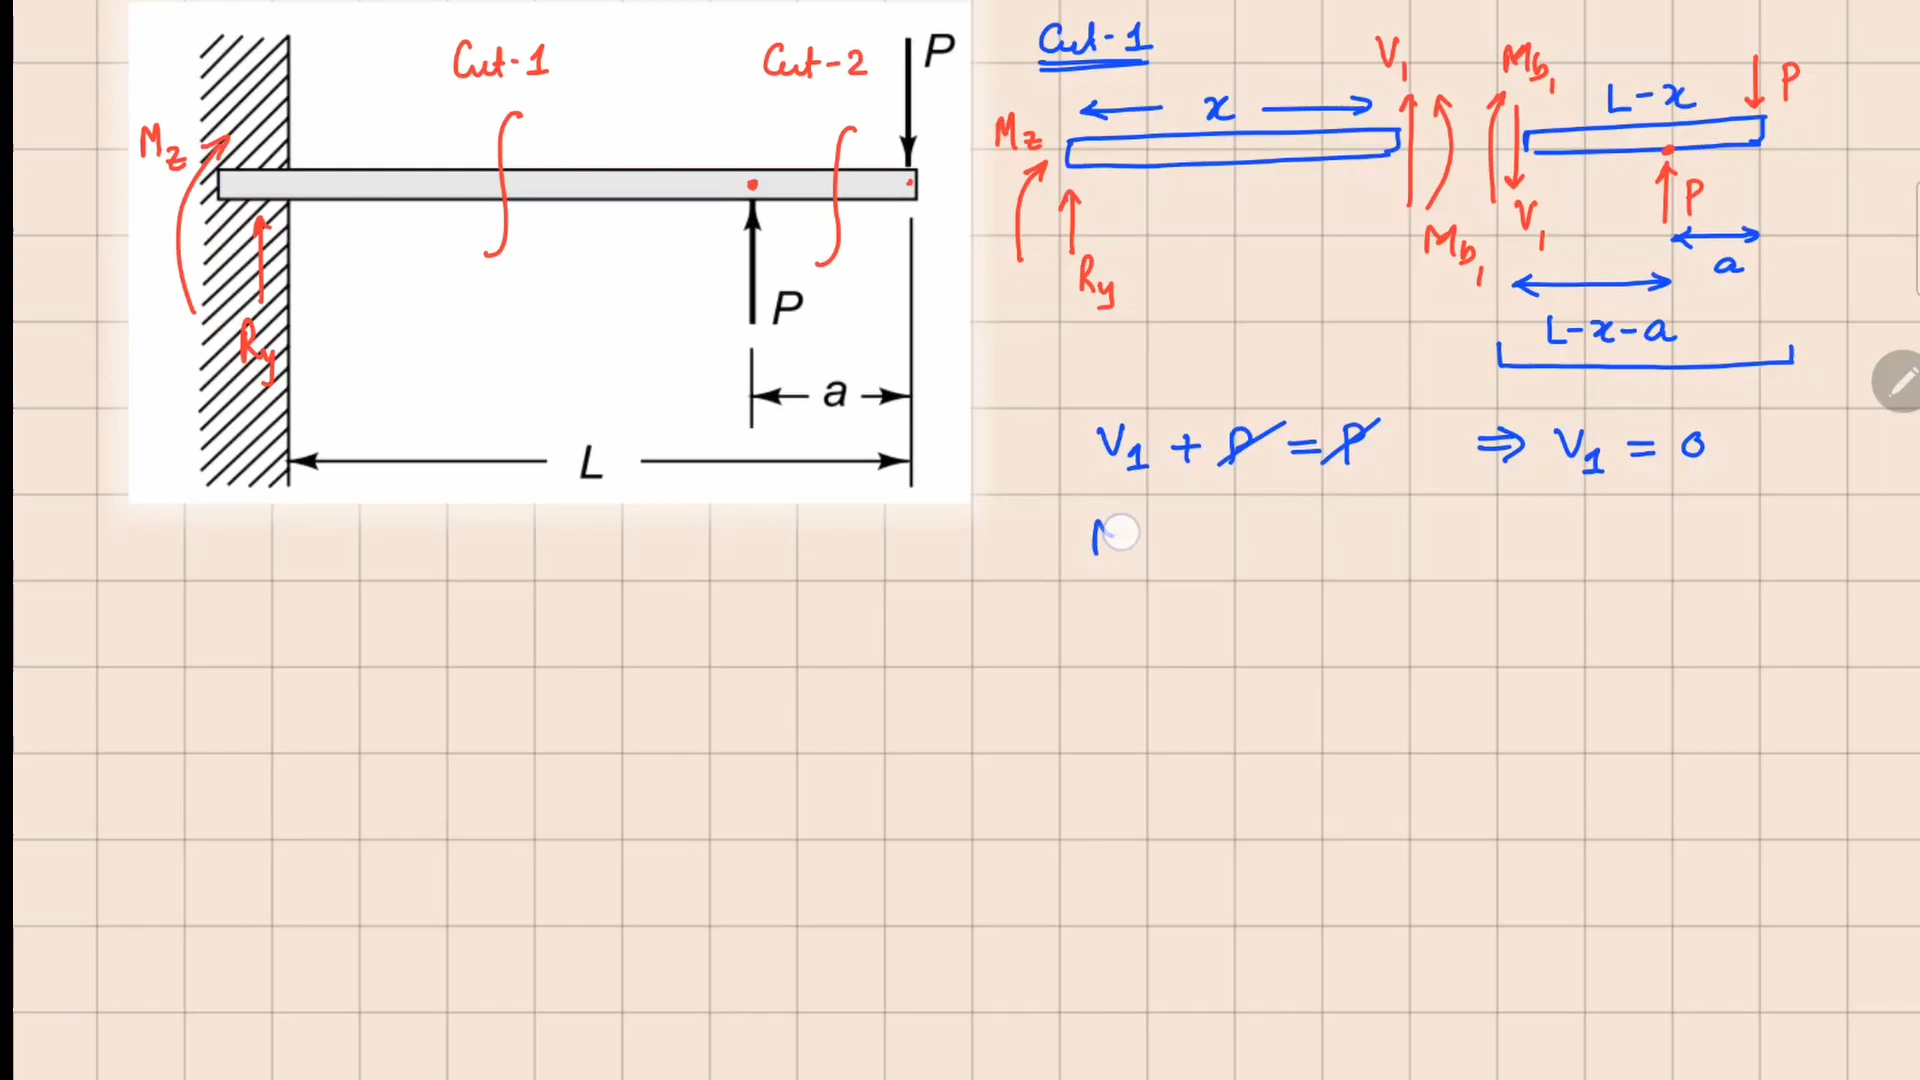 Cut-1
Cut-2
P
Mz
Ry
P
a
L
Cut-1
x
Mz
Ry
V1
Mb1
Mb1
V1
L-x
P
P
a
L-x-a
V1 + P = P ⇒ V1 = 0